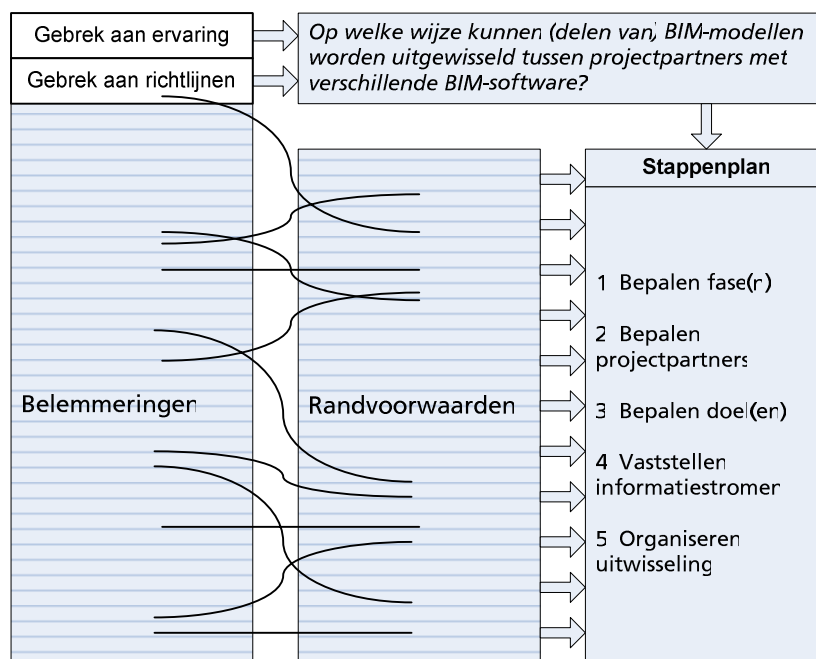 Gebrek aan ervaring
Gebrek aan richtlijnen
Op welke wijze kunnen (delen van) BIM-modellen
worden uitgewisseld tussen projectpartners met
verschillende BIM-software?
Belemmeringen
Randvoorwaarden
Stappenplan
1 Bepalen fase(n)
2 Bepalen
projectpartners
3 Bepalen doel(en)
4 Vaststellen
informatiestromen
5 Organiseren
uitwisseling